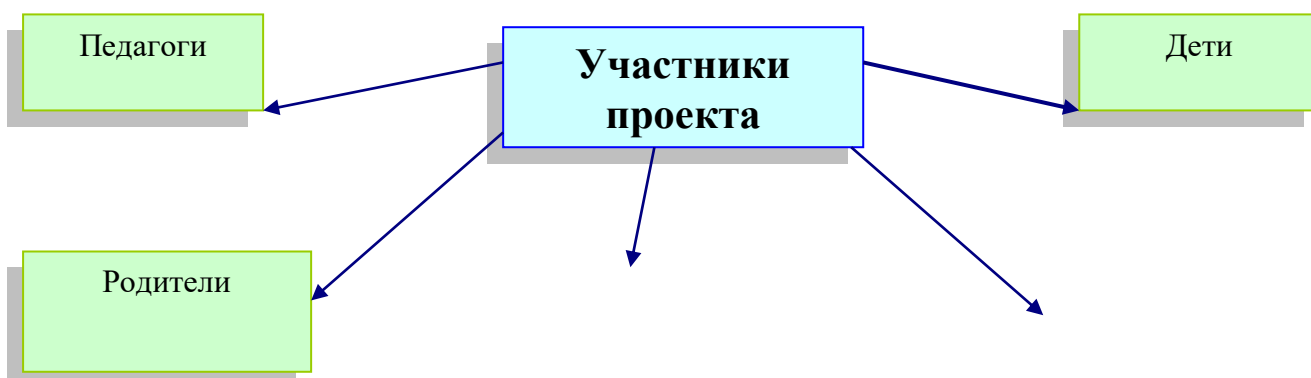 Педагоги
Участники
проекта
Дети
Родители